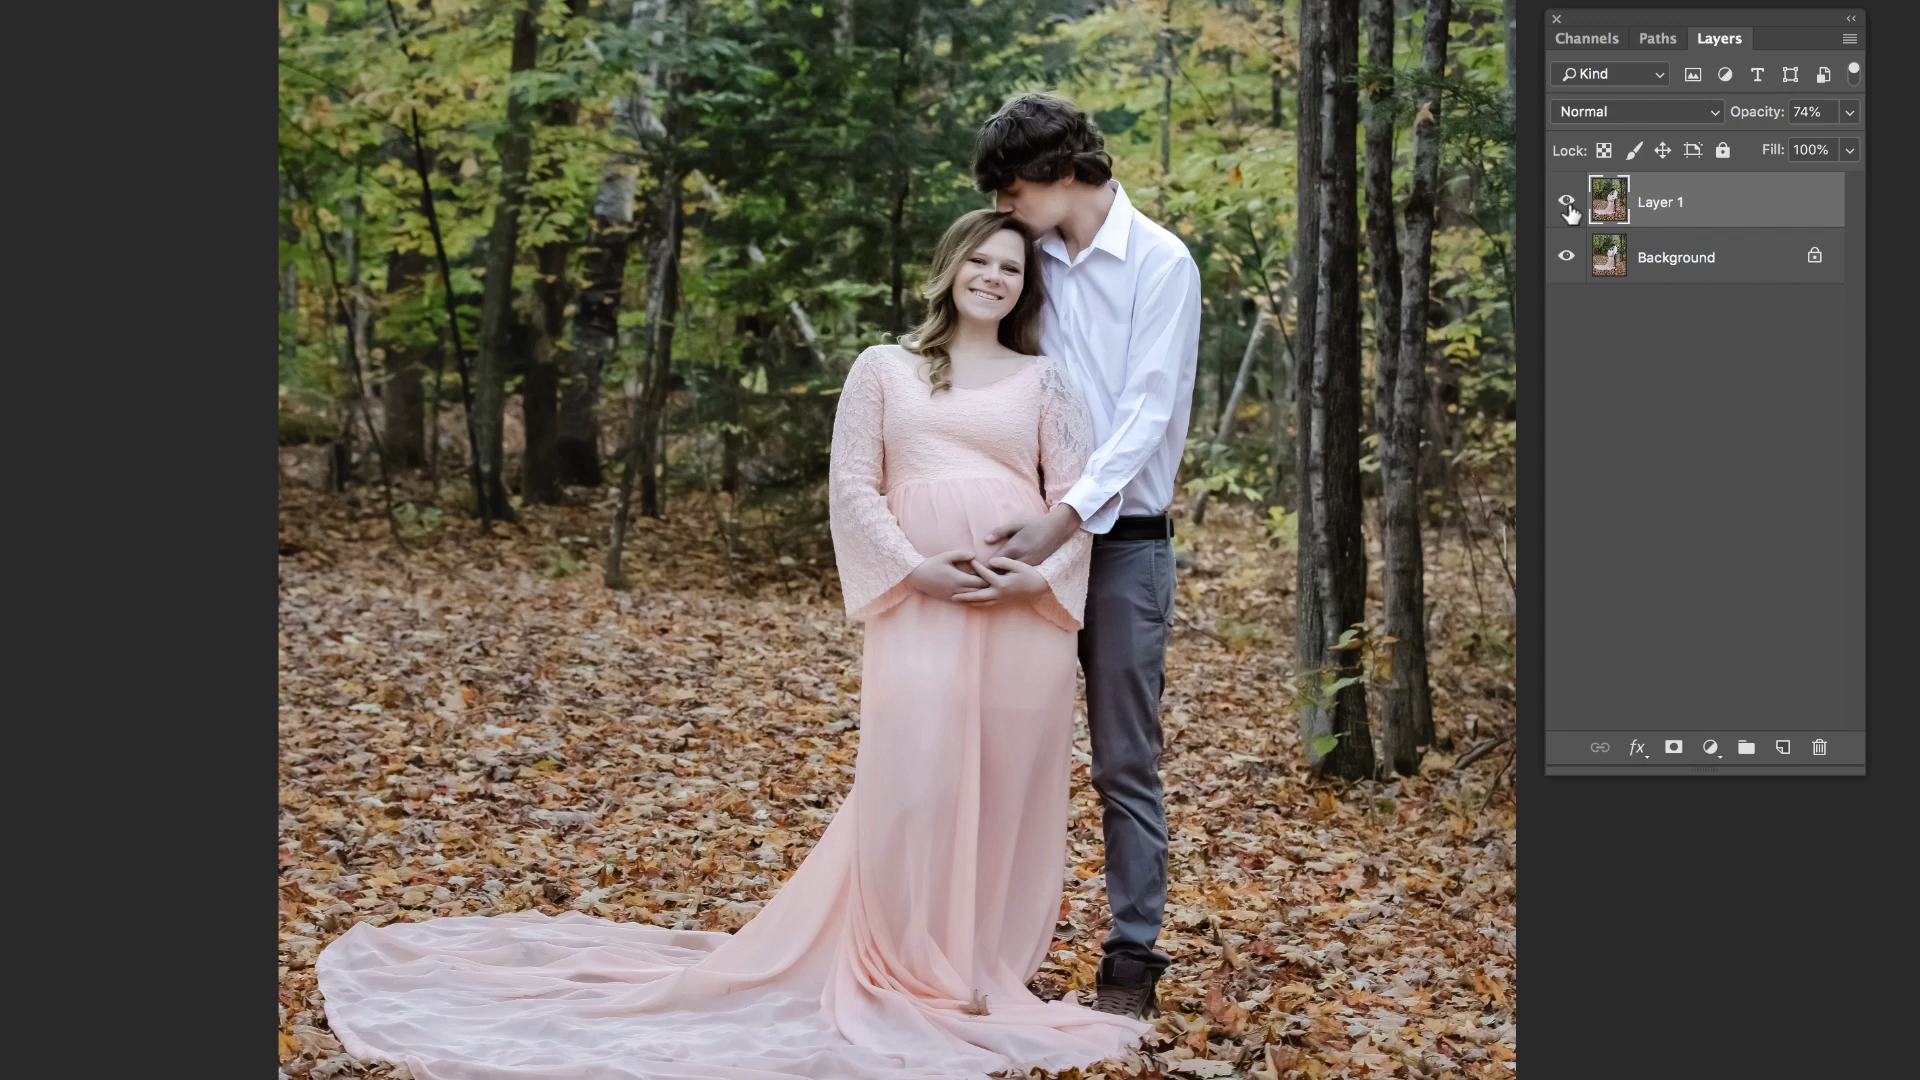 Channels Paths Layers
Kind
Normal Opacity: 74%
Lock: Fill: 100%
Layer 1
Background
fx